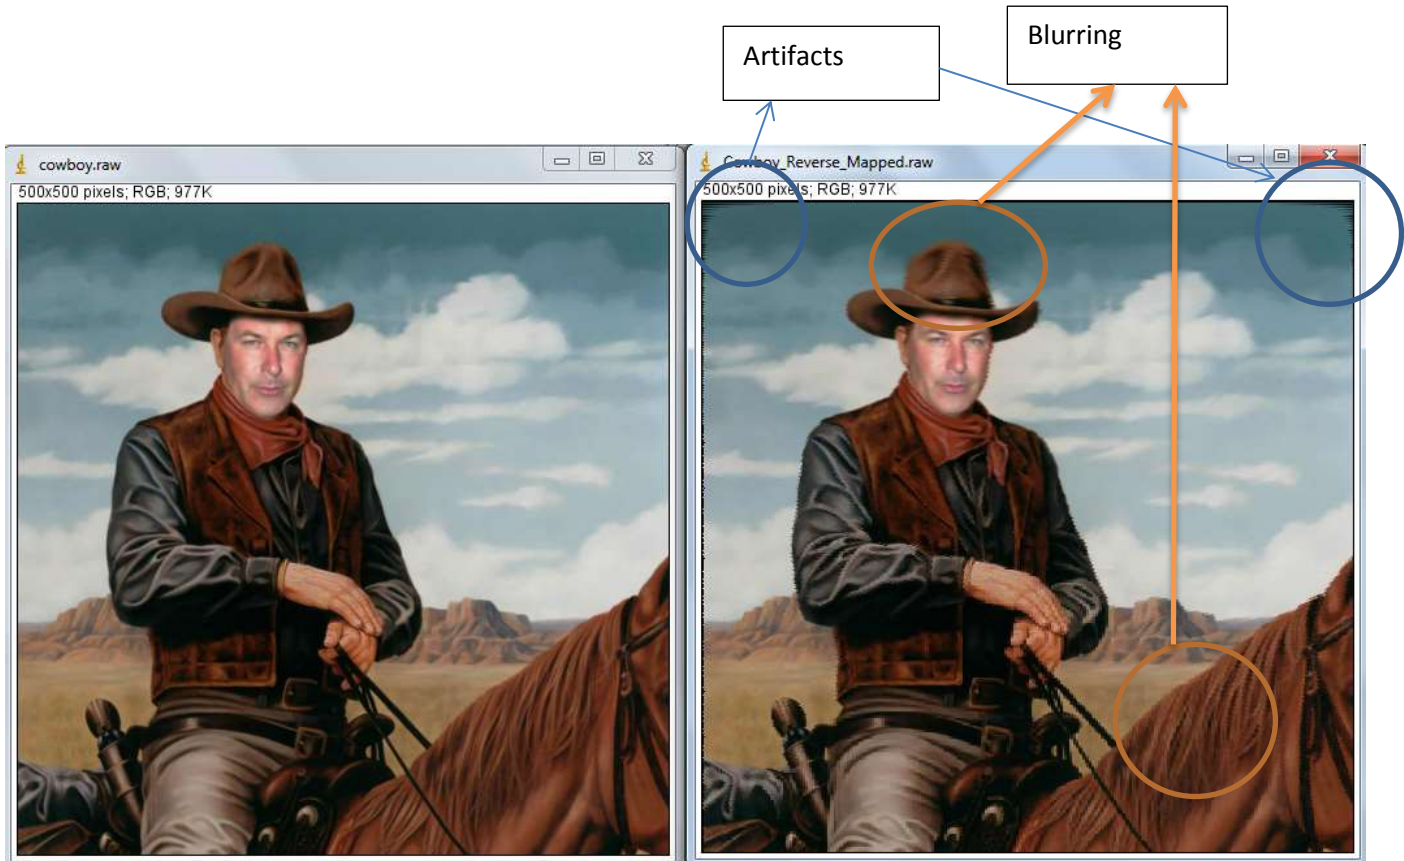 Artifacts
Blurring
cowboy.raw
500x500 pixels; RGB; 977K
Cowboy_Reverse_Mapped.raw
500x500 pixels; RGB; 977K